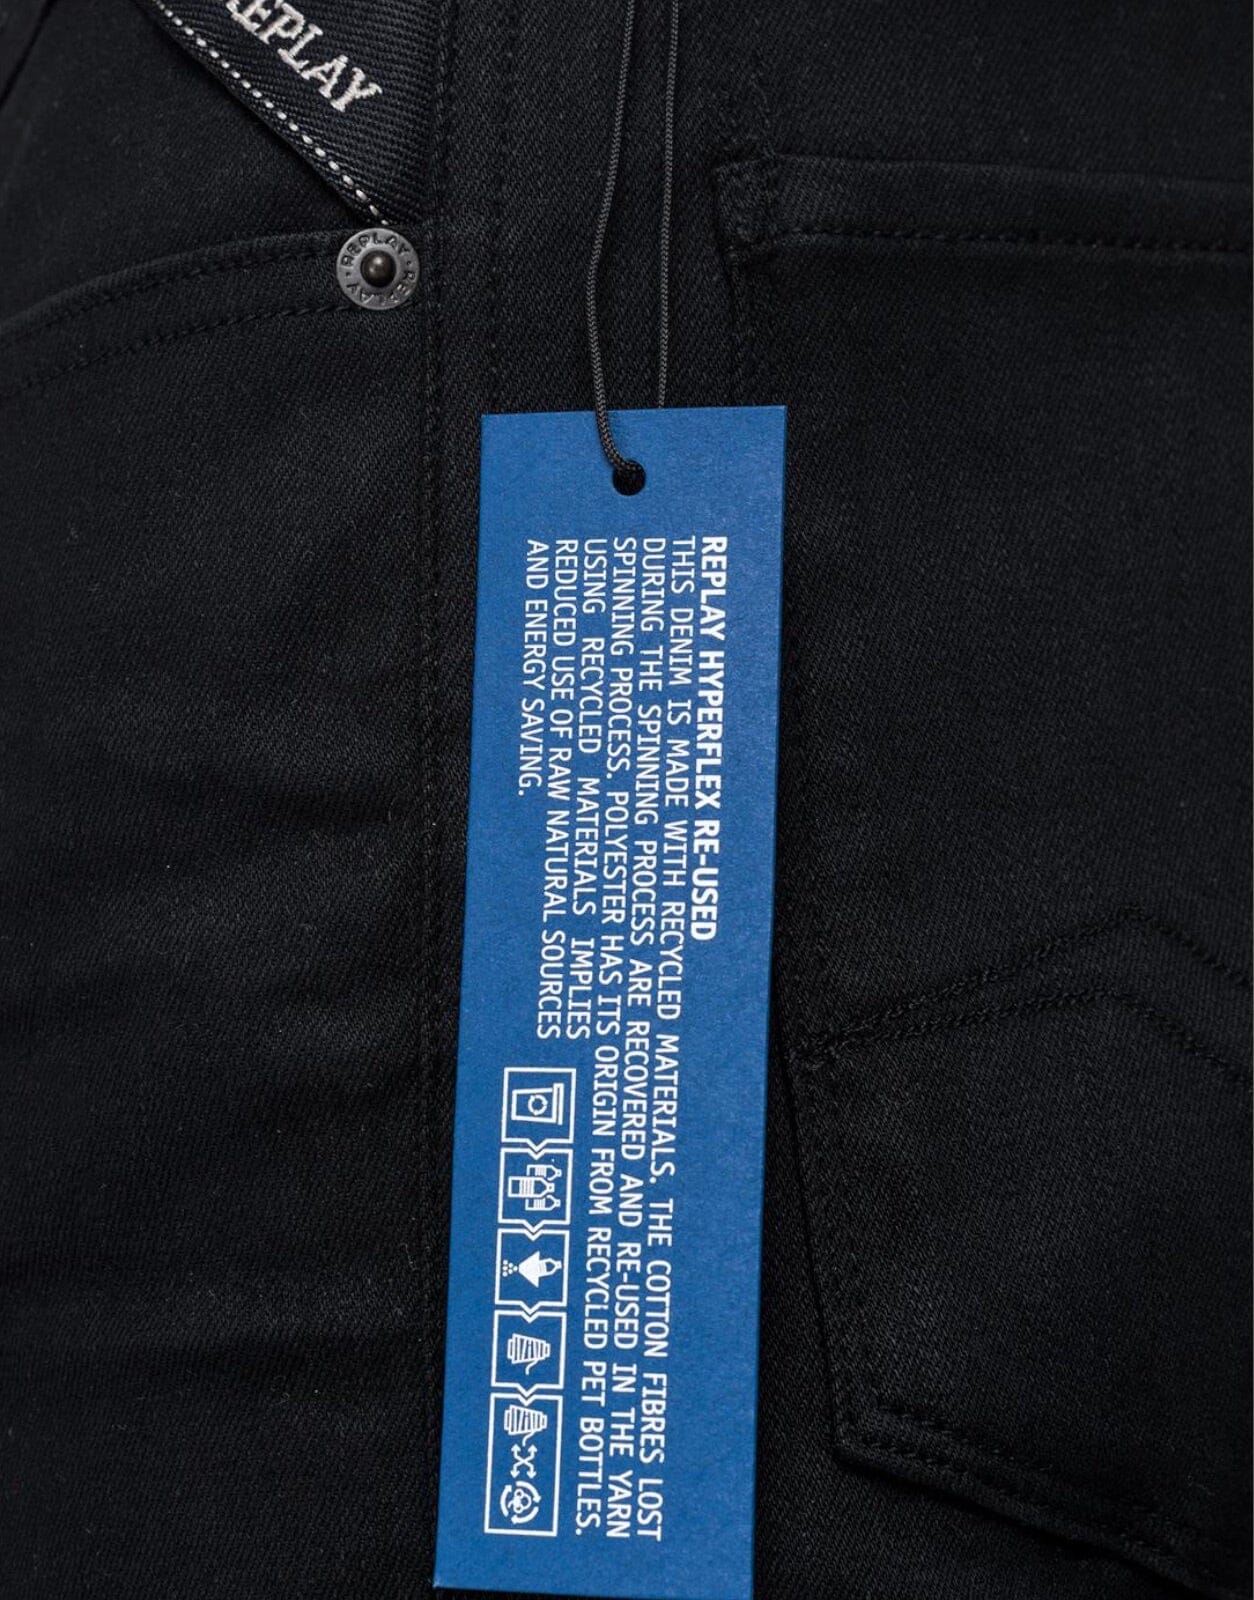 REPLAY
REPLAY · REPLAY ·
REPLAY HYPERFLEX RE-USED
THIS DENIM IS MADE WITH RECYCLED MATERIALS. THE COTTON FIBRES LOST
DURING THE SPINNING PROCESS ARE RECOVERED AND RE-USED IN THE YARN
SPINNING PROCESS. POLYESTER HAS ITS ORIGIN FROM RECYCLED PET BOTTLES.
USING RECYCLED MATERIALS IMPLIES
REDUCED USE OF RAW NATURAL SOURCES
AND ENERGY SAVING.